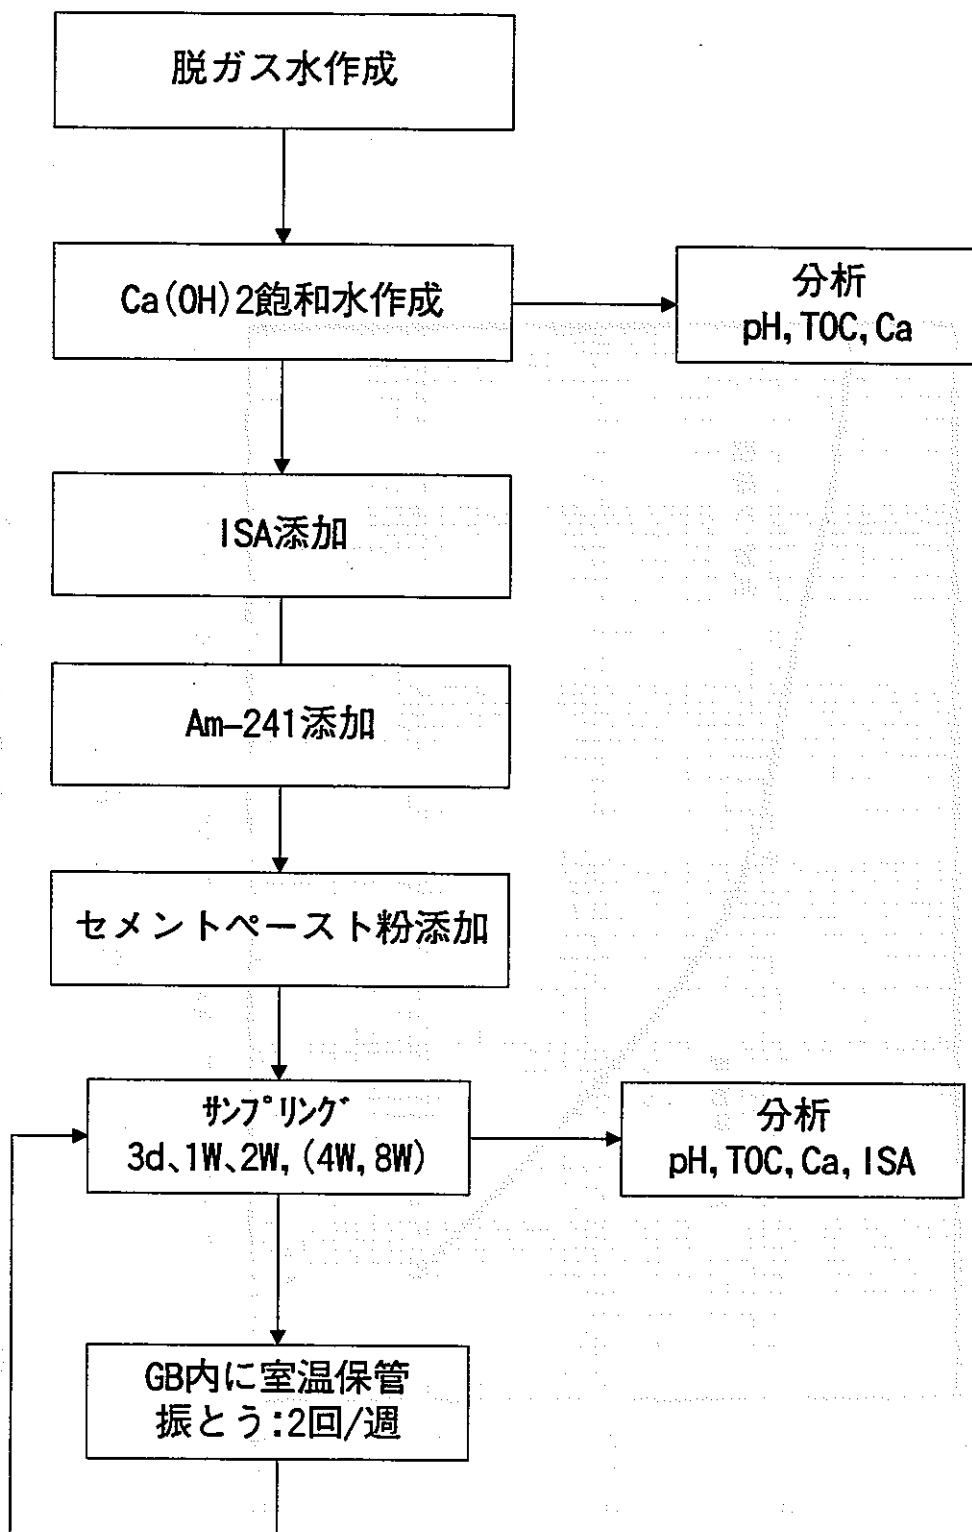 脱ガス水作成
Ca(OH)2飽和水作成
分析
pH, TOC, Ca
ISA添加
Am-241添加
セメントペースト粉添加
ｻﾝﾌﾟﾘﾝｸﾞ
3d、1W、2W, (4W, 8W)
分析
pH, TOC, Ca, ISA
GB内に室温保管
振とう:2回/週